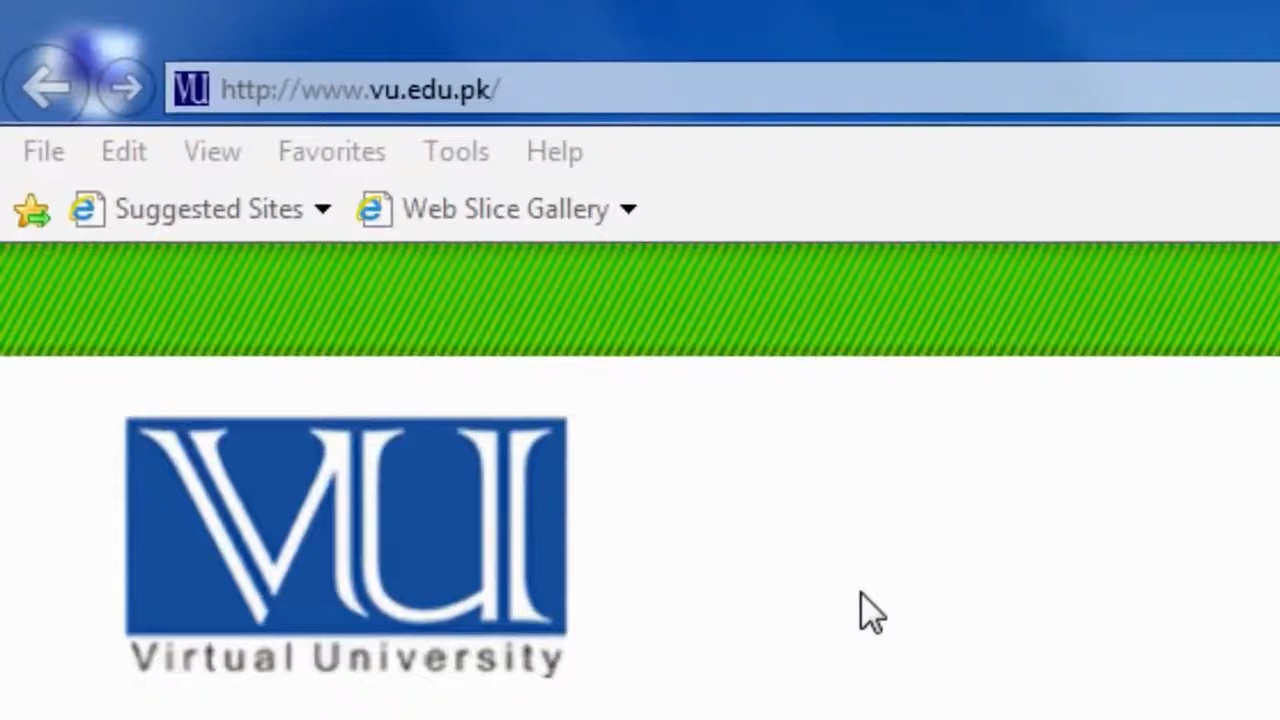 VU http://www.vu.edu.pk/
File Edit View Favorites Tools Help
Suggested Sites Web Slice Gallery
VU
Virtual University